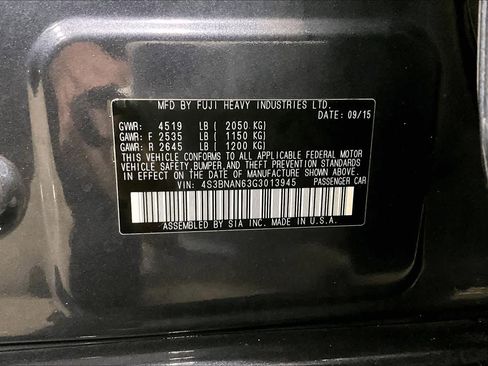 MFD BY FUJI HEAVY INDUSTRIES LTD.
DATE: 09/15
GVWR: 4519 LB ( 2050 KG)
GAWR: F 2535 LB ( 1150 KG)
GAWR: R 2645 LB ( 1200 KG)
THIS VEHICLE CONFORMS TO ALL APPLICABLE FEDERAL MOTOR
VEHICLE SAFETY,BUMPER,AND THEFT PREVENTION STANDARDS
IN EFFECT ON THE DATE OF MANUFACTURE SHOWN ABOVE.
VIN: 4S3BNAN63G3013945 PASSENGER CAR
ASSEMBLED BY SIA INC. MADE IN U.S.A.